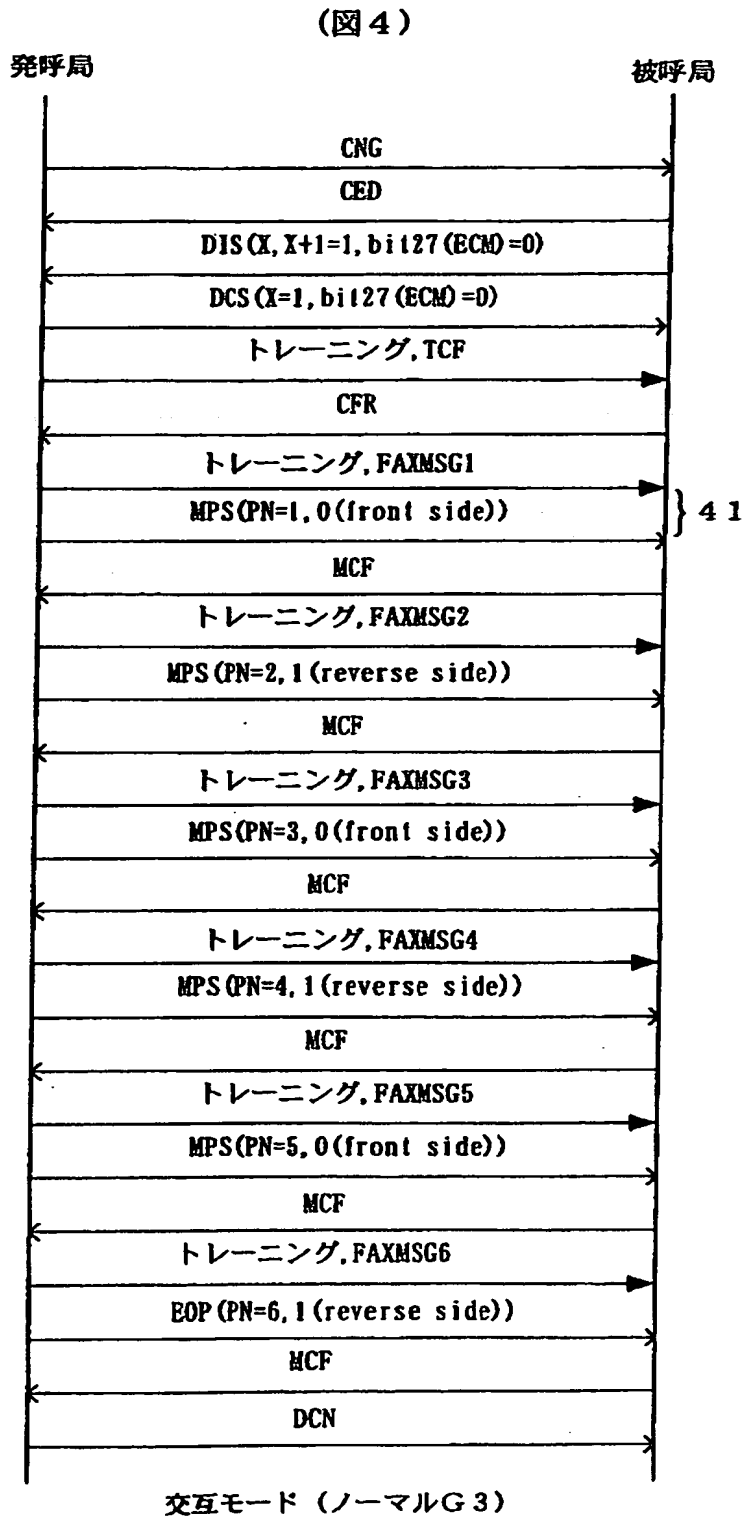 (図4)
発呼局
被呼局
CNG
CED
DIS(X,X+1=1,bit27(ECM)=0)
DCS(X=1,bit27(ECM)=0)
トレーニング,TCF
CFR
トレーニング,FAXMSG1
MPS(PN=1,0(front side))
} 41
MCF
トレーニング,FAXMSG2
MPS(PN=2,1(reverse side))
MCF
トレーニング,FAXMSG3
MPS(PN=3,0(front side))
MCF
トレーニング,FAXMSG4
MPS(PN=4,1(reverse side))
MCF
トレーニング,FAXMSG5
MPS(PN=5,0(front side))
MCF
トレーニング,FAXMSG6
EOP(PN=6,1(reverse side))
MCF
DCN
交互モード(ノーマルG3)